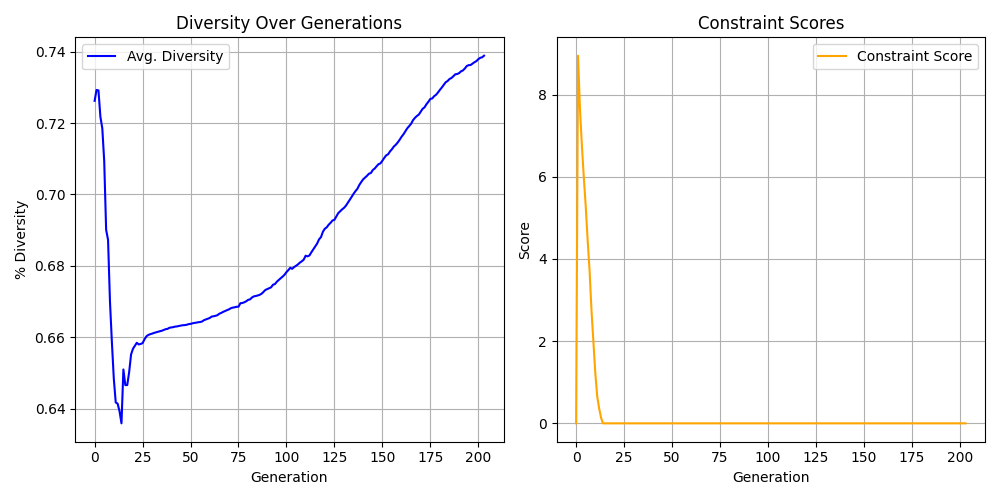 Diversity Over Generations
Avg. Diversity
% Diversity
0.74
0.72
0.70
0.68
0.66
0.64
0 25 50 75 100 125 150 175 200
Generation
Constraint Scores
Constraint Score
Score
8
6
4
2
0
0 25 50 75 100 125 150 175 200
Generation